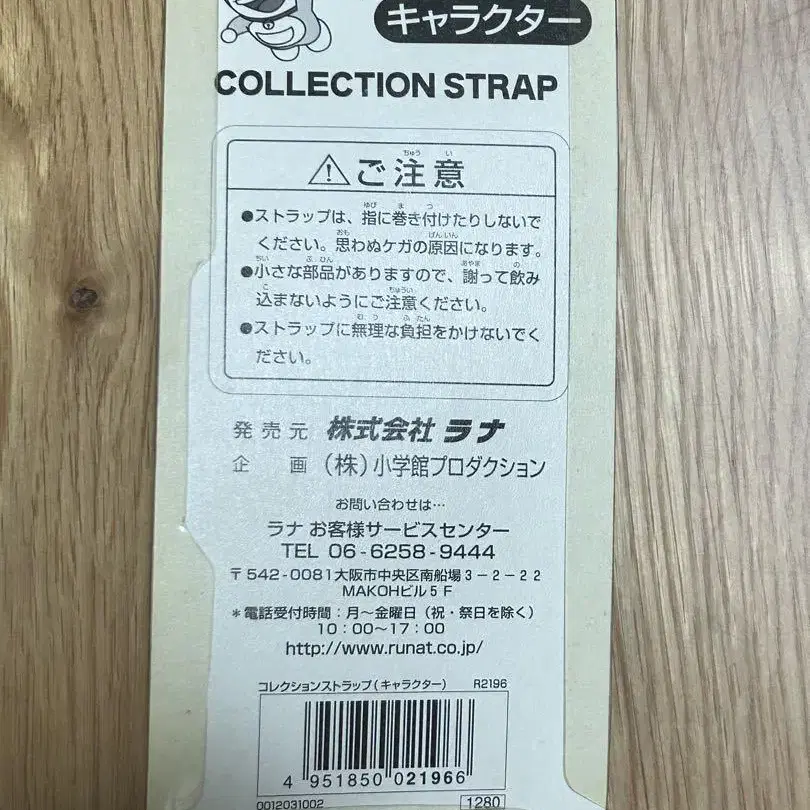 キャラクター
COLLECTION STRAP
⚠ご注意
●ストラップは、指に巻き付けたりしないで
ください。思わぬケガの原因になります。
●小さな部品がありますので、謝って飲み
込まないようにご注意ください。
●ストラップに無理な負担をかけないでく
ださい。
発売元 株式会社 ラナ
企画 (株)小学館プロダクション
お問い合わせは…
ラナ お客様サービスセンター
TEL 06-6258-9444
〒542-0081大阪市中央区南船場3-2-22
MAKOHビル5F
*電話受付時間:月~金曜日(祝・祭日を除く)
10:00~17:00
http://www.runat.co.jp/
コレクションストラップ(キャラクター) R2196
4 951850 021966
0012031002 1280